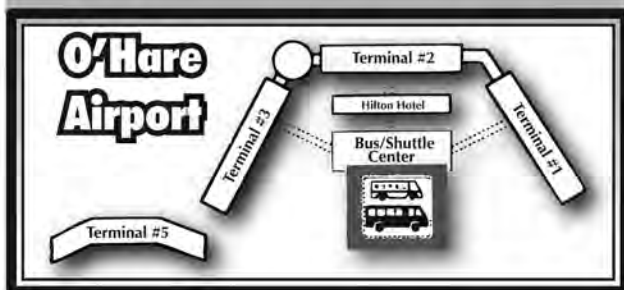 O'Hare
Airport
Terminal #2
Hilton Hotel
Bus/Shuttle
Center
Terminal #3
Terminal #1
Terminal #5